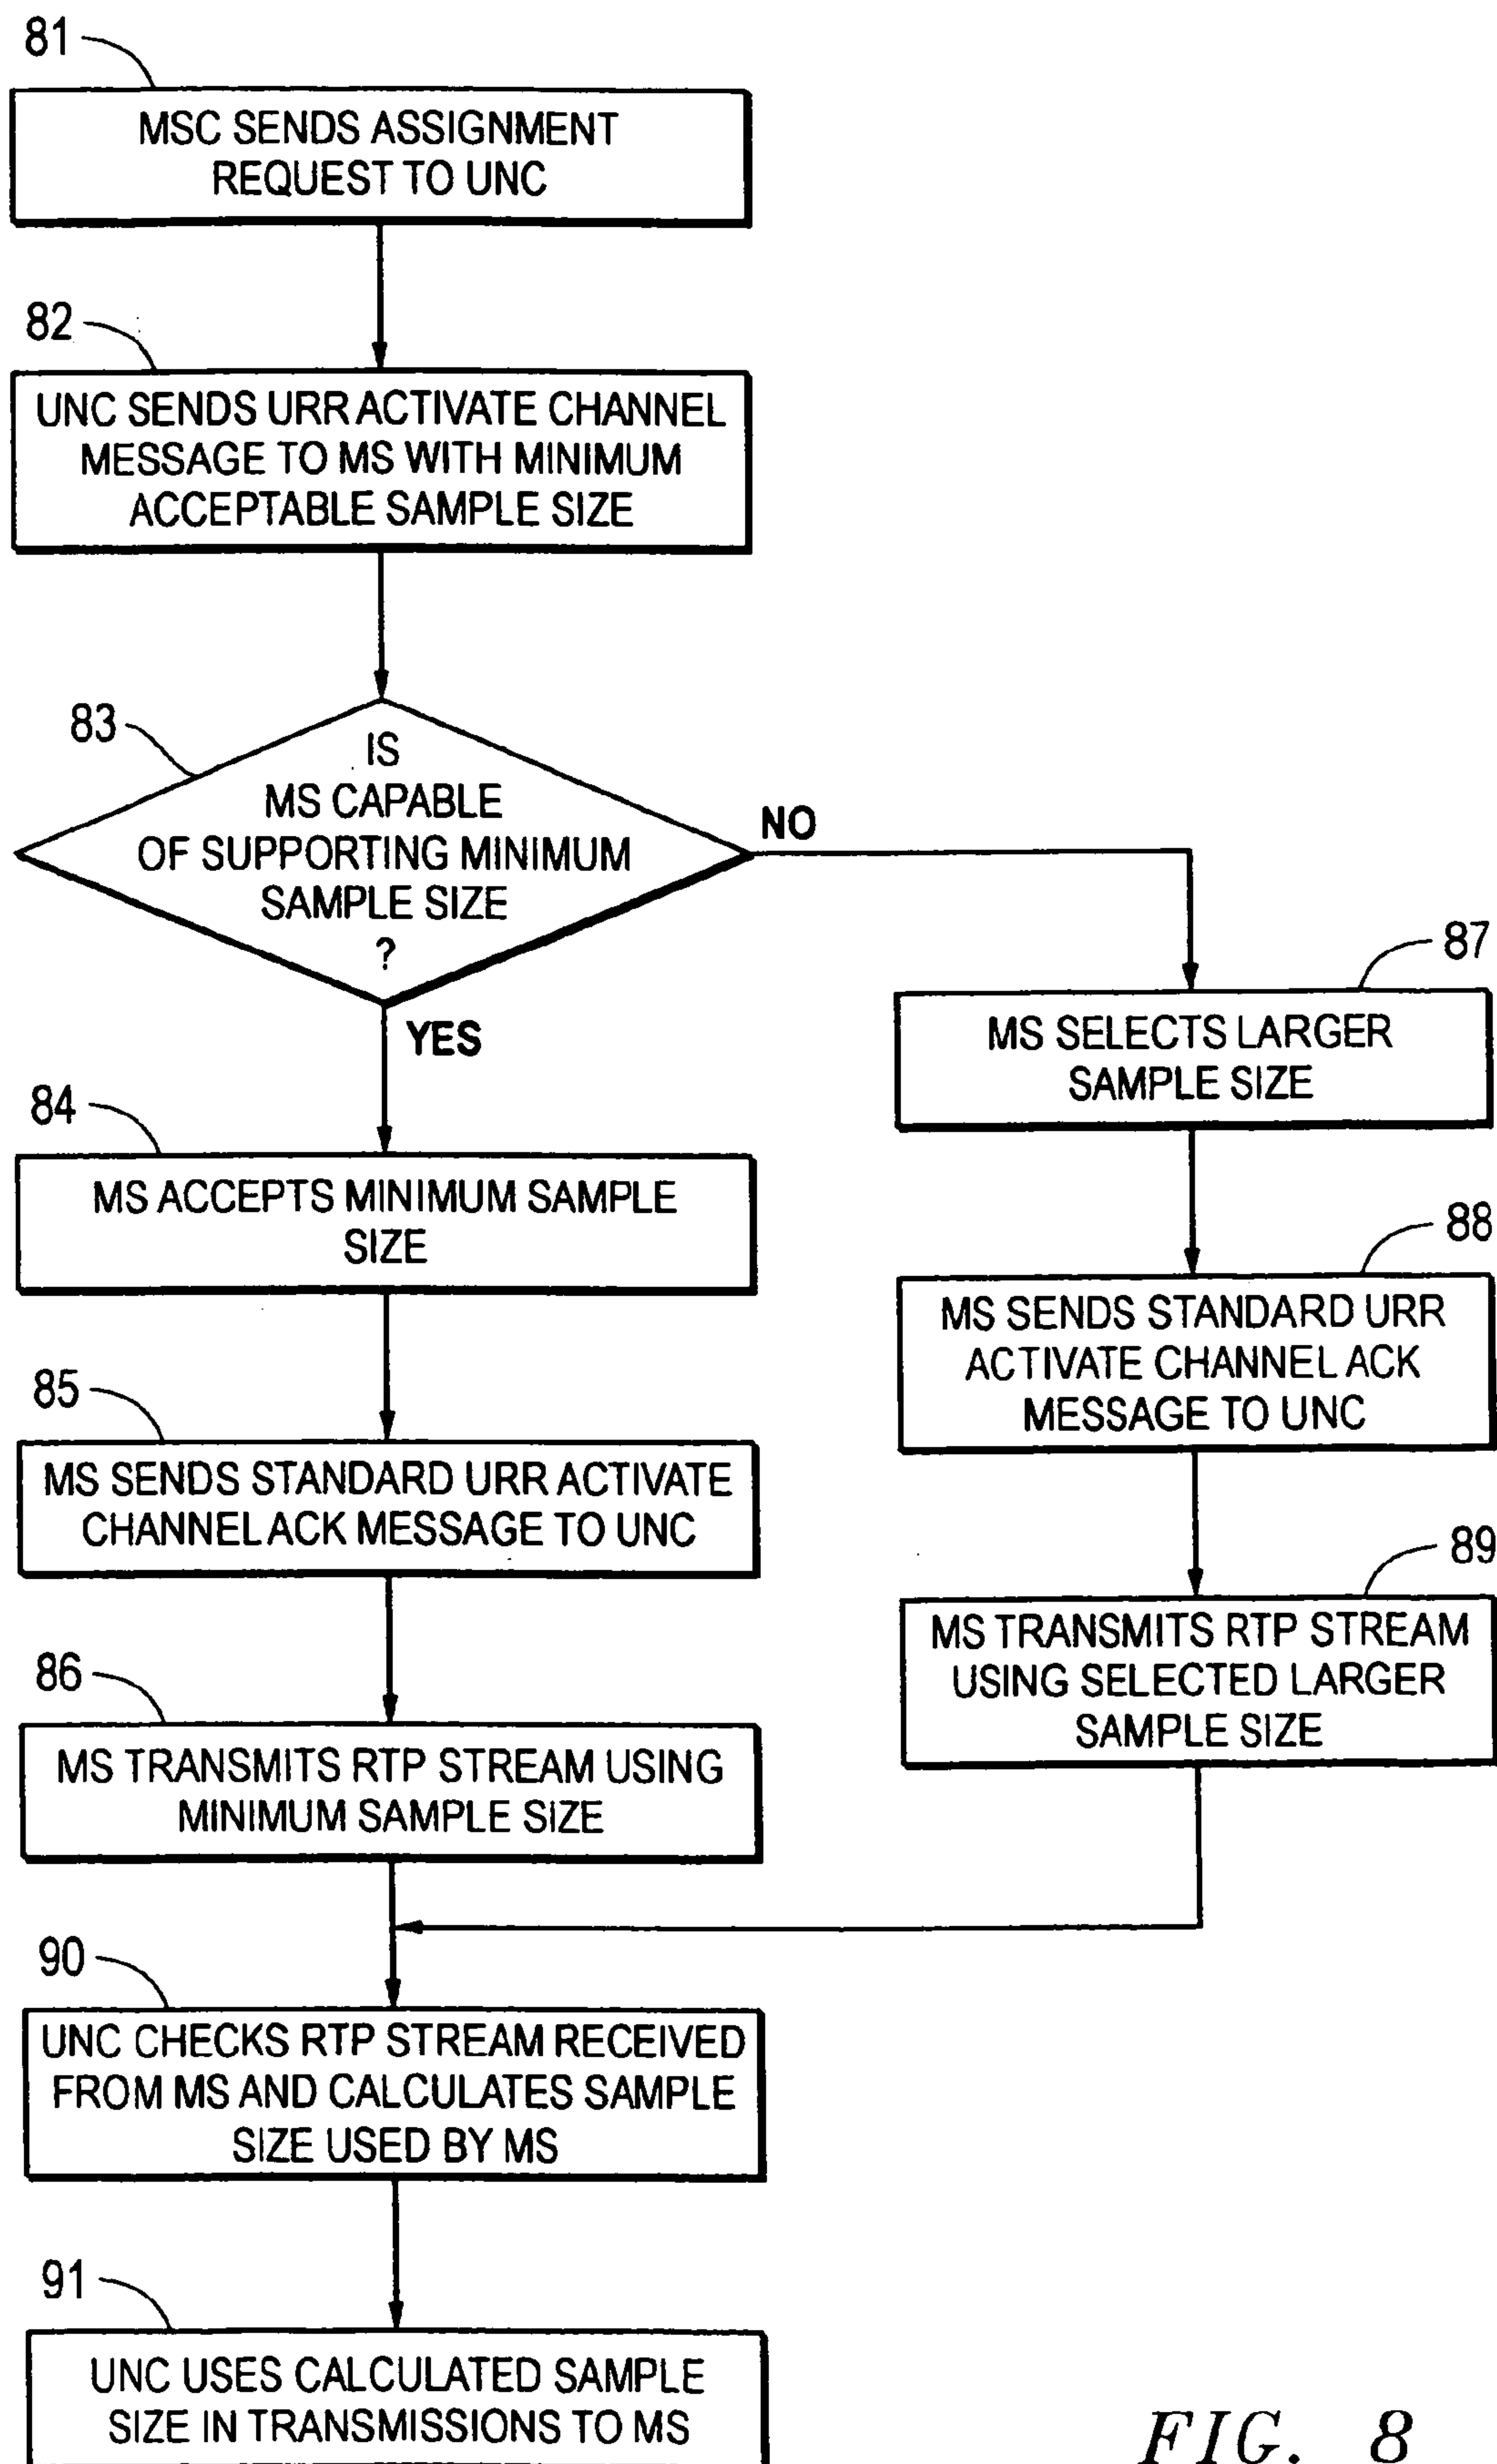 81
MSC SENDS ASSIGNMENT
REQUEST TO UNC
82
UNC SENDS URR ACTIVATE CHANNEL
MESSAGE TO MS WITH MINIMUM
ACCEPTABLE SAMPLE SIZE
83
IS
MS CAPABLE
OF SUPPORTING MINIMUM
SAMPLE SIZE
?
NO
YES
84
MS ACCEPTS MINIMUM SAMPLE
SIZE
85
MS SENDS STANDARD URR ACTIVATE
CHANNEL ACK MESSAGE TO UNC
86
MS TRANSMITS RTP STREAM USING
MINIMUM SAMPLE SIZE
87
MS SELECTS LARGER
SAMPLE SIZE
88
MS SENDS STANDARD URR
ACTIVATE CHANNEL ACK
MESSAGE TO UNC
89
MS TRANSMITS RTP STREAM
USING SELECTED LARGER
SAMPLE SIZE
90
UNC CHECKS RTP STREAM RECEIVED
FROM MS AND CALCULATES SAMPLE
SIZE USED BY MS
91
UNC USES CALCULATED SAMPLE
SIZE IN TRANSMISSIONS TO MS
FIG. 8